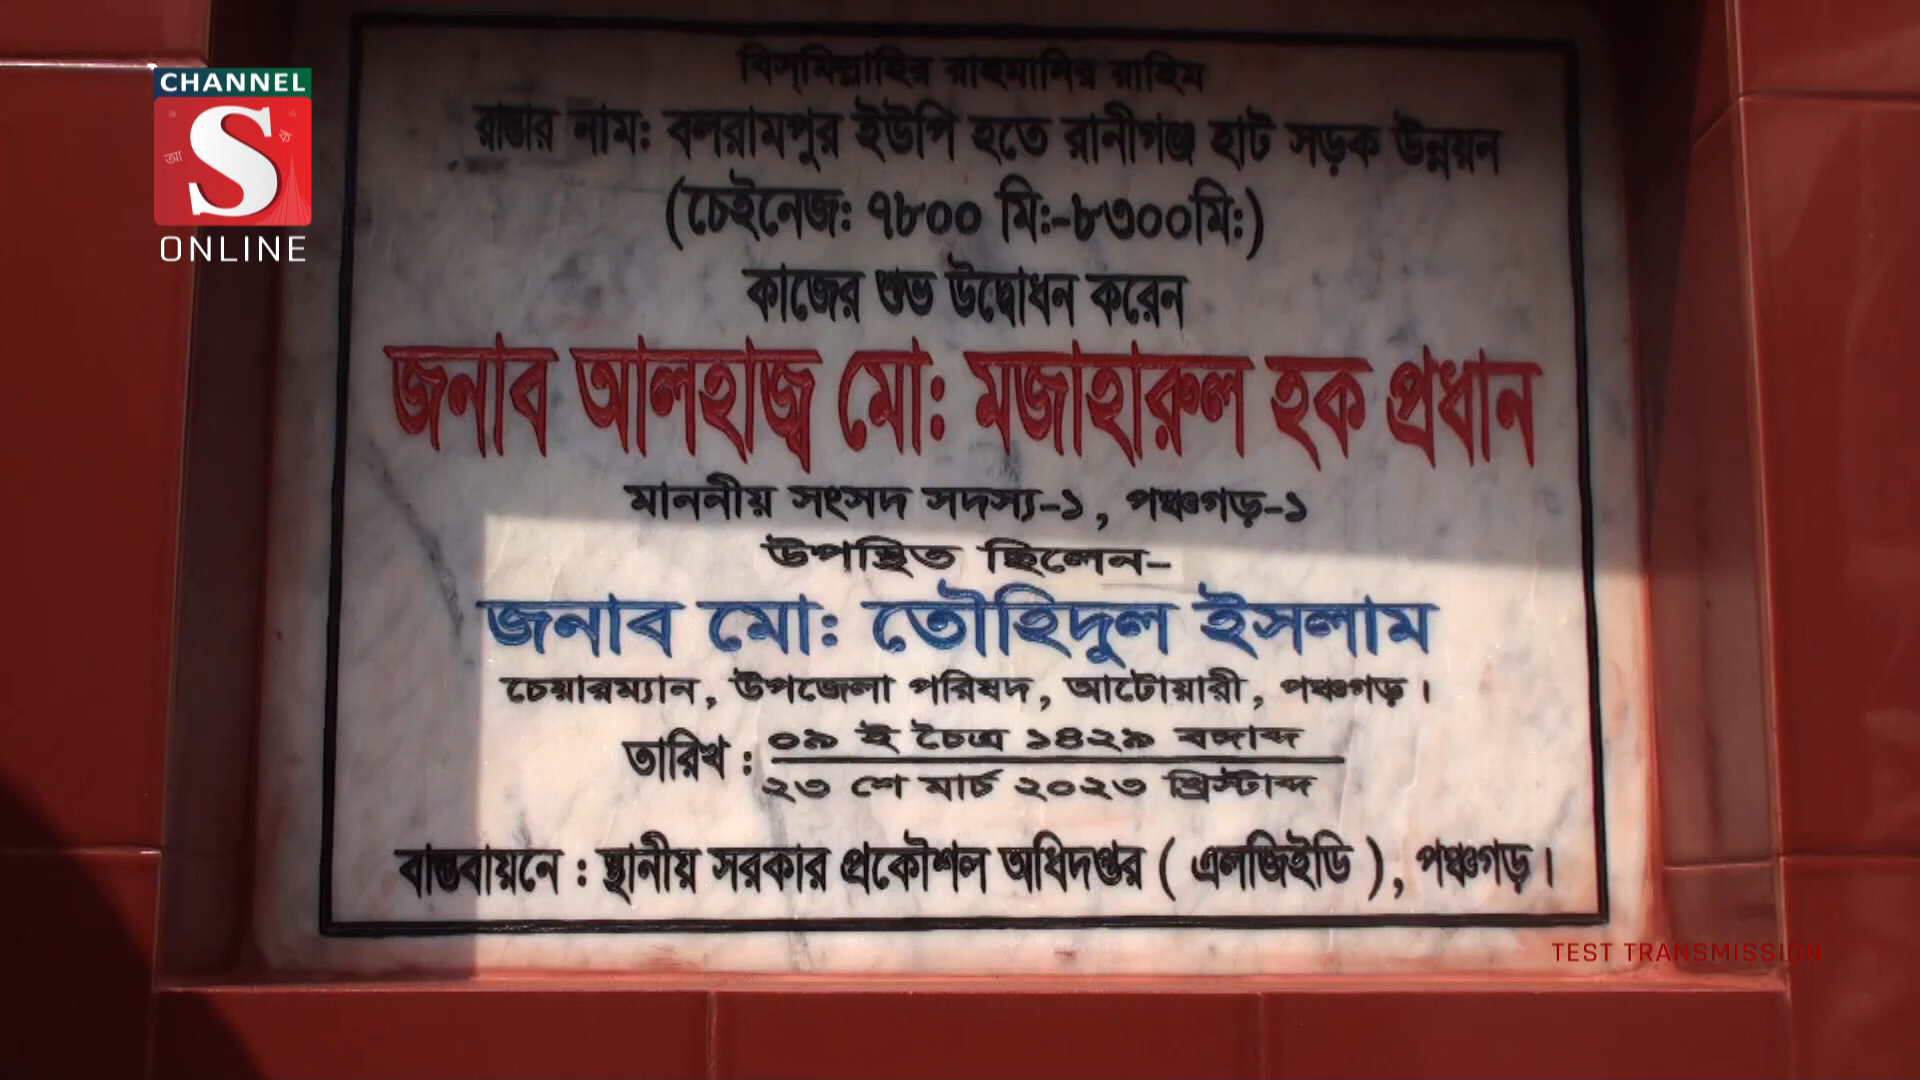 CHANNEL
S
ONLINE
বিস্‌মিল্লাহির রাহমানির রাহিম
রাস্তার নাম: বলরামপুর ইউপি হতে রানীগঞ্জ হাট সড়ক উন্নয়ন
(চেইনেজ: ৭৮০০ মি:-৮৩০০মি:)
কাজের শুভ উদ্বোধন করেন
জনাব আলহাজ্ব মো: মজাহারুল হক প্রধান
মাননীয় সংসদ সদস্য-১, পঞ্চগড়-১
উপস্থিত ছিলেন-
জনাব মো: তৌহিদুল ইসলাম
চেয়ারম্যান, উপজেলা পরিষদ, আটোয়ারী, পঞ্চগড়।
তারিখ : ০৯ ই চৈত্র ১৪২৯ বঙ্গাব্দ
২৩ শে মার্চ ২০২৩ খ্রিস্টাব্দ
বাস্তবায়নে : স্থানীয় সরকার প্রকৌশল অধিদপ্তর ( এলজিইডি ), পঞ্চগড়।
TEST TRANSMISSION